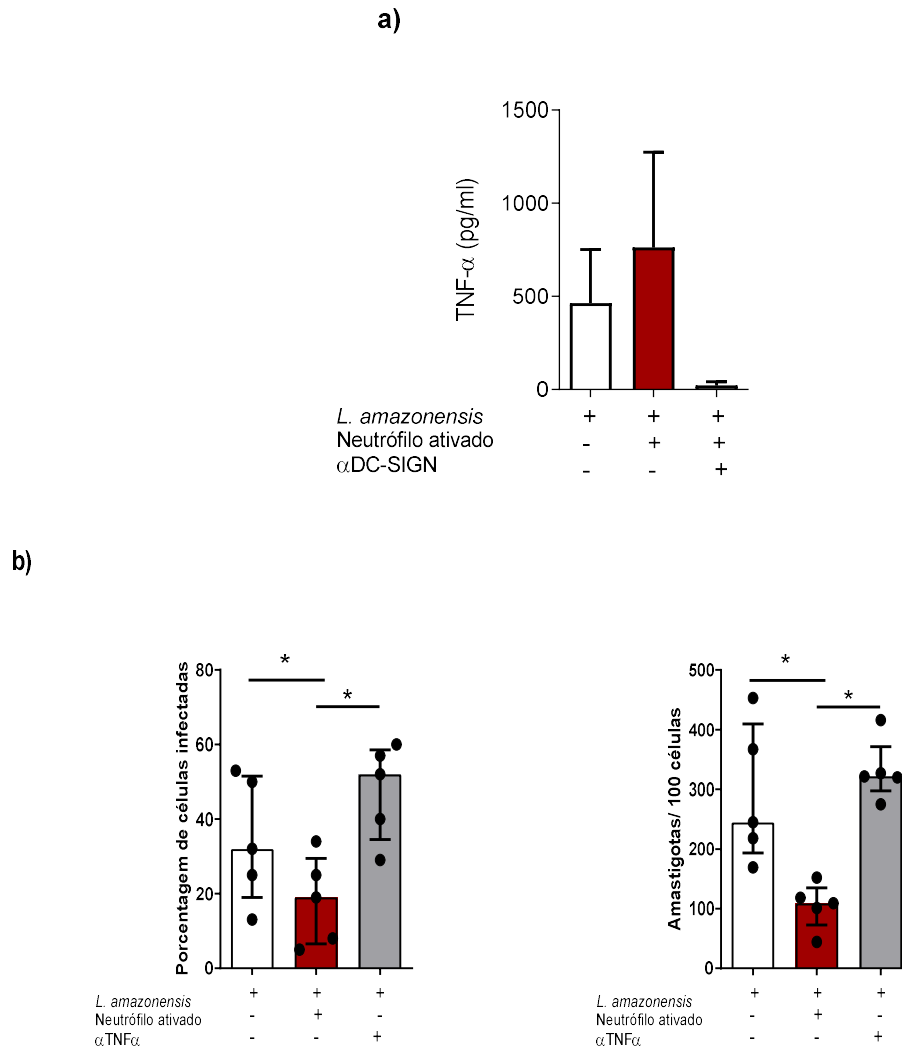 a)
TNF-α (pg/ml)
1500
1000
500
0
L. amazonensis + + +
Neutrófilo ativado - + +
αDC-SIGN - - +
b)
Porcentagem de células infectadas
80
60
40
20
0
* *
L. amazonensis + + +
Neutrófilo ativado - + -
αTNFα - - +
Amastigotas/ 100 células
500
400
300
200
100
0
* *
L. amazonensis + + +
Neutrófilo ativado - + -
αTNFα - - +